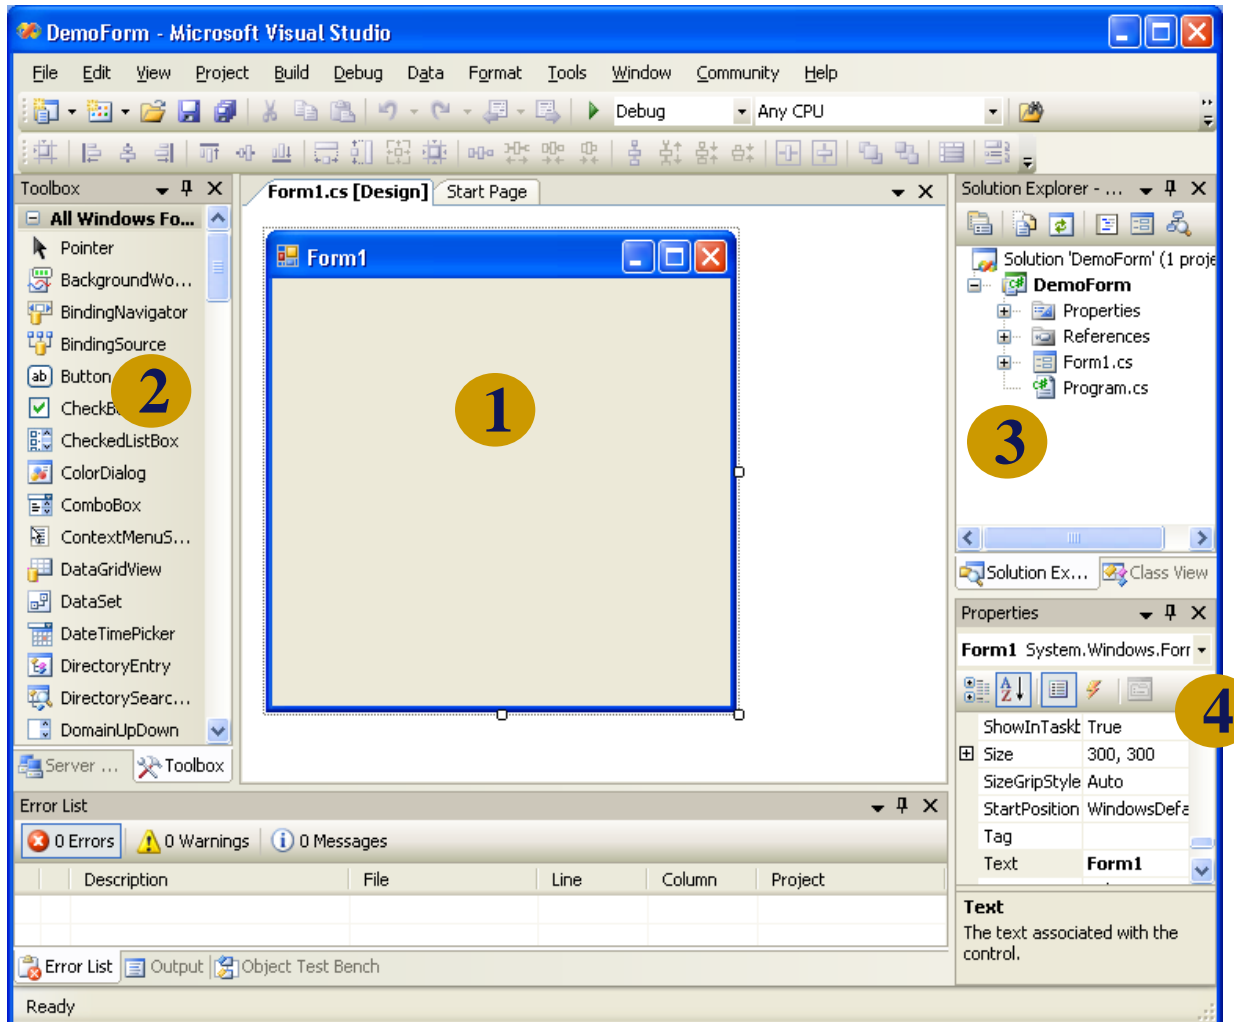 DemoForm - Microsoft Visual Studio
File Edit View Project Build Debug Data Format Tools Window Community Help
Debug Any CPU
Toolbox
All Windows Fo...
Pointer
BackgroundWo...
BindingNavigator
BindingSource
Button
CheckB
CheckedListBox
ColorDialog
ComboBox
ContextMenuS...
DataGridView
DataSet
DateTimePicker
DirectoryEntry
DirectorySearc...
DomainUpDown
Server ... Toolbox
2
Form1.cs [Design] Start Page
Form1
1
Solution Explorer - ...
Solution 'DemoForm' (1 proje
DemoForm
Properties
References
Form1.cs
Program.cs
3
Solution Ex... Class View
Properties
Form1 System.Windows.Forr
4
ShowInTaskb True
Size 300, 300
SizeGripStyle Auto
StartPosition WindowsDefa
Tag
Text Form1
Text
The text associated with the
control.
Error List
0 Errors 0 Warnings 0 Messages
Description File Line Column Project
Error List Output Object Test Bench
Ready